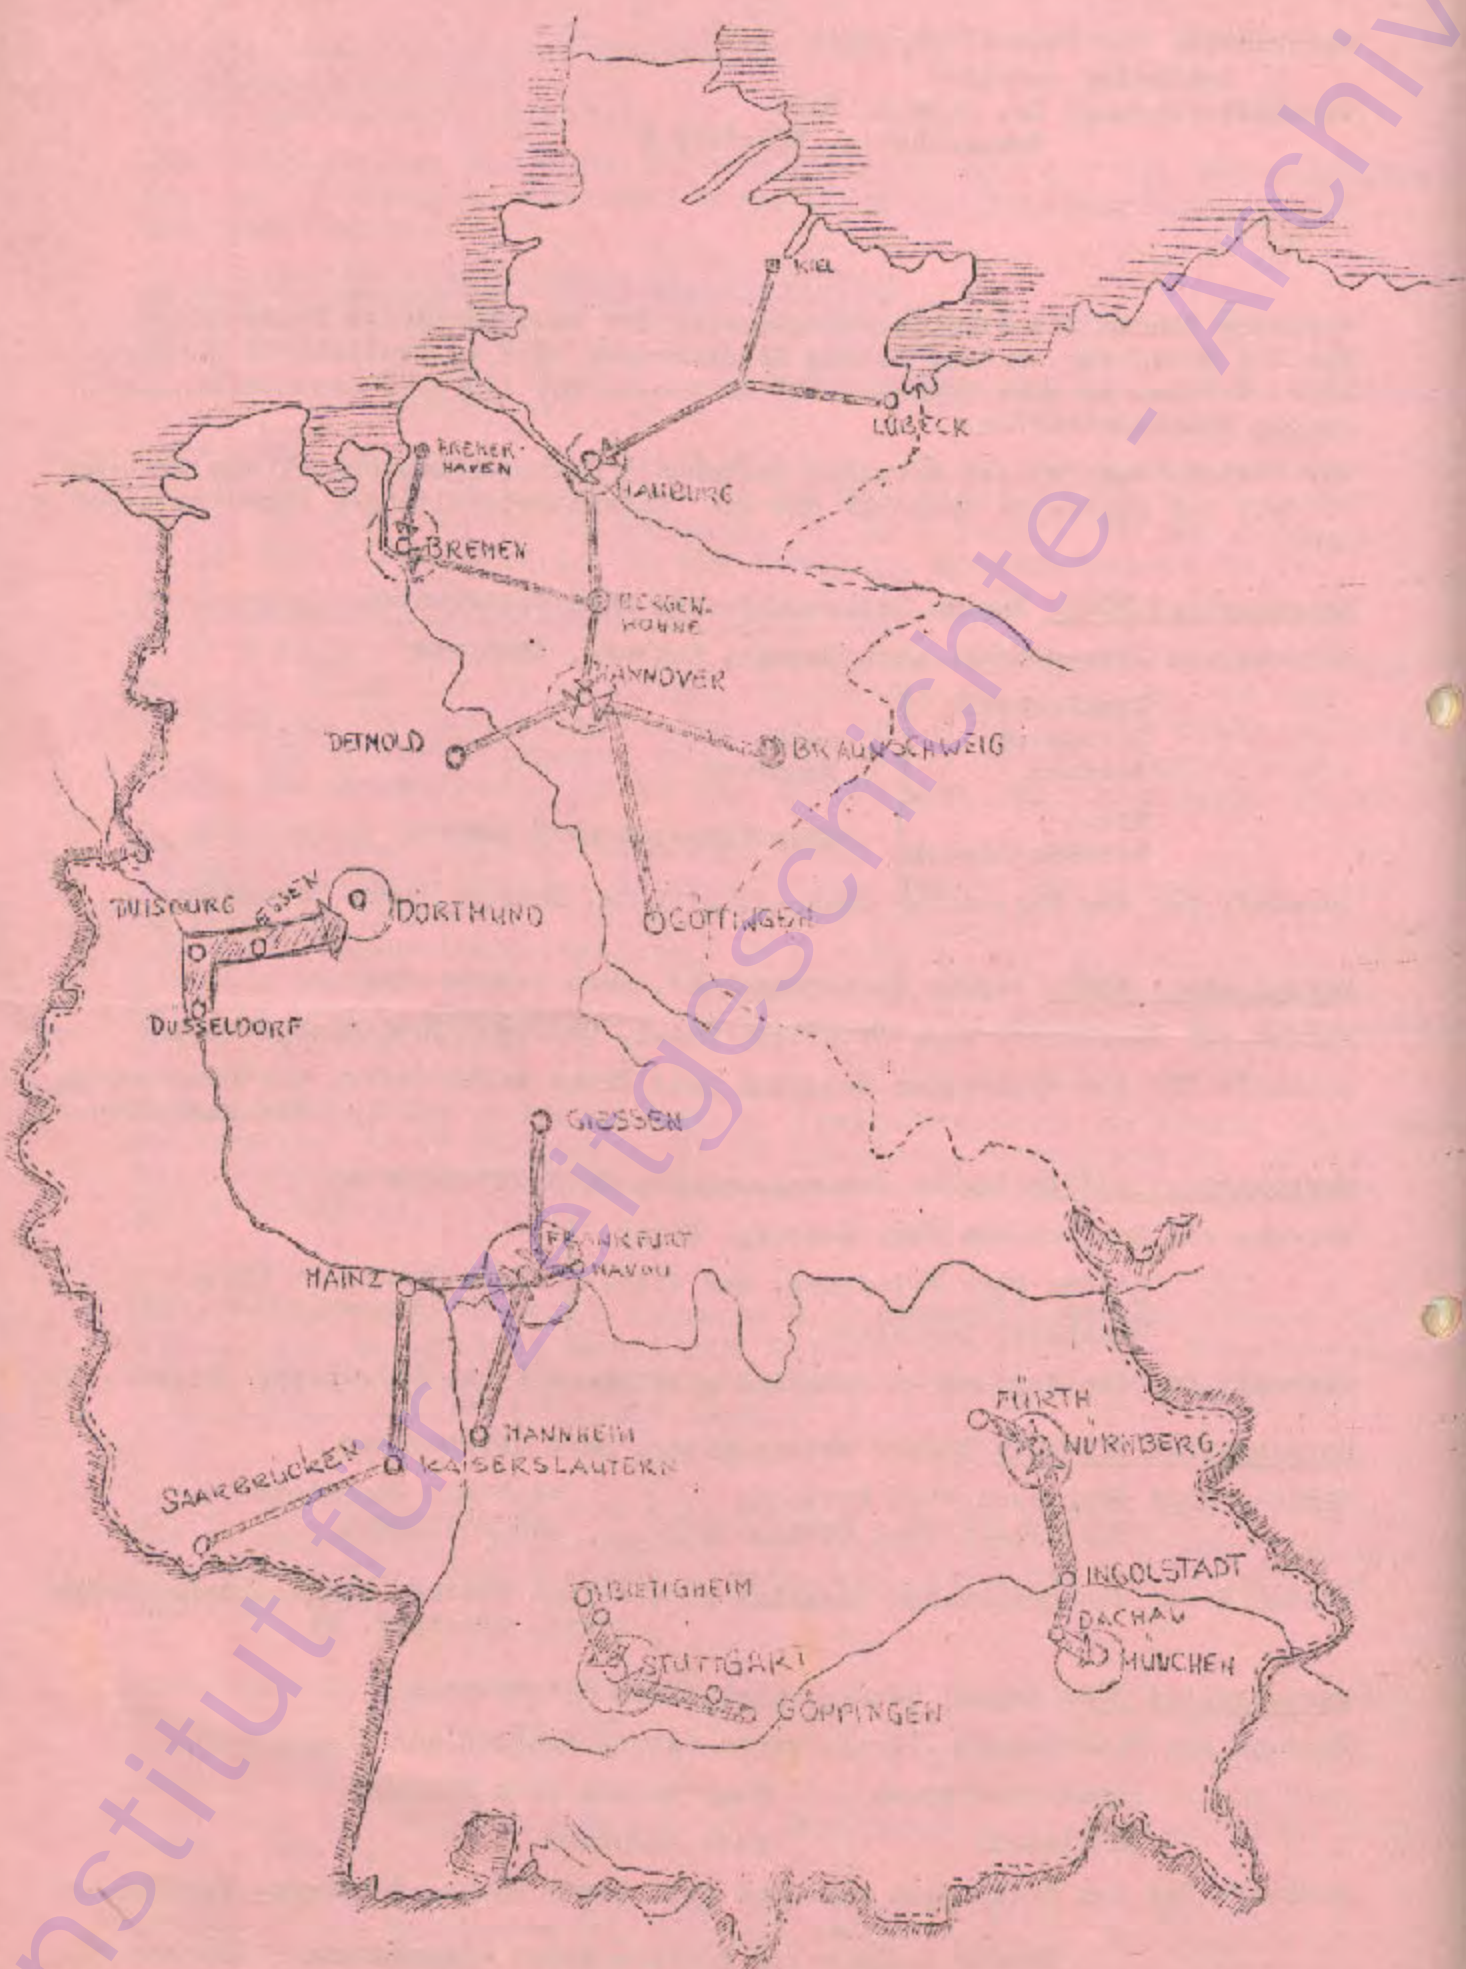 KIEL
LÜBECK
BREMER-
HAVEN
HAMBURG
BREMEN
BERGEN-
HOHNE
HANNOVER
DETMOLD
BRAUNSCHWEIG
DUISBURG
ESSEN
DORTMUND
GÖTTINGEN
DÜSSELDORF
GIESSEN
FRANKFURT
HANAU
MAINZ
MANNHEIM
KAISERSLAUTERN
SAARBRÜCKEN
FÜRTH
NÜRNBERG
INGOLSTADT
DACHAU
MÜNCHEN
BIETIGHEIM
STUTTGART
GÖPPINGEN
Institut für Zeitgeschichte - Archiv